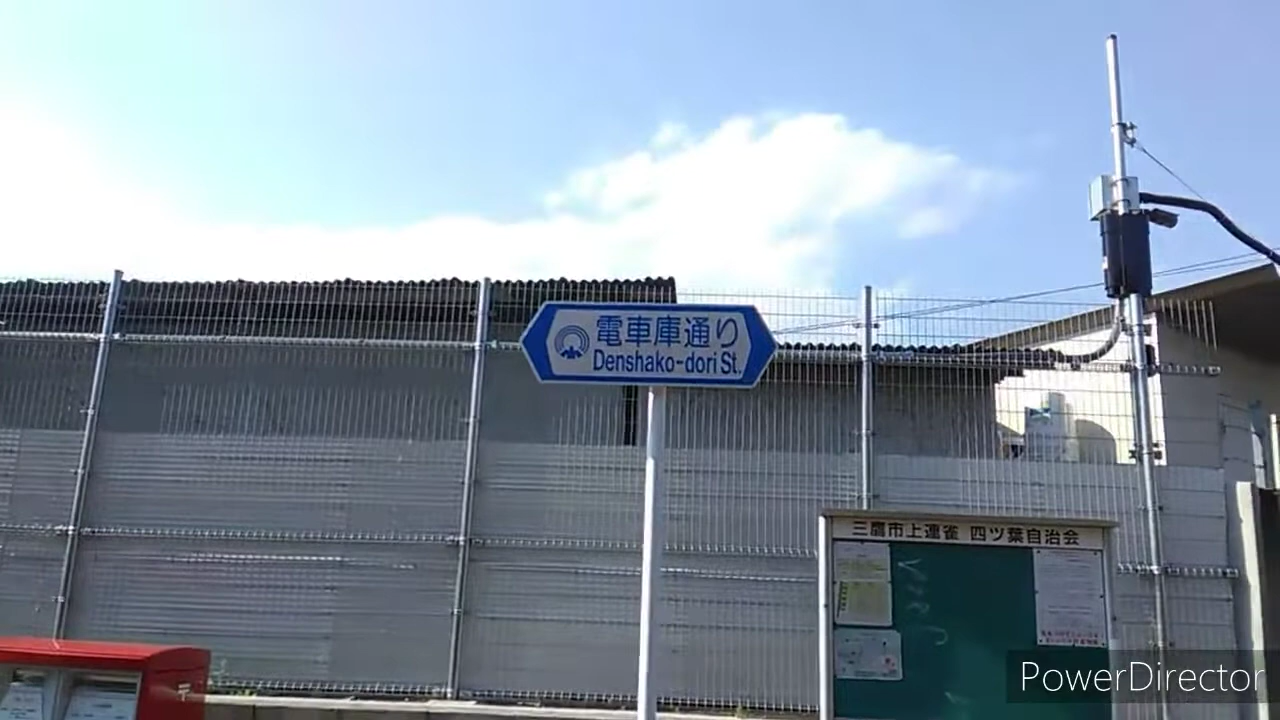 電車庫通り
Denshako-dori St.
三鷹市上連雀 四ツ葉自治会
〒
PowerDirector